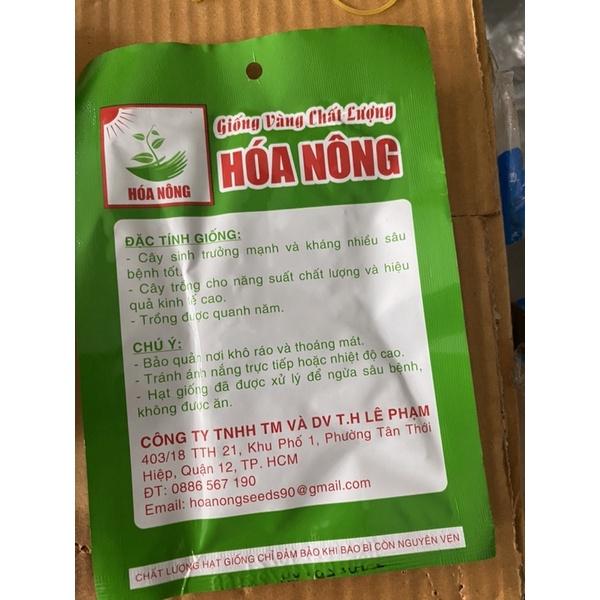 Giống Vàng Chất Lượng
HÓA NÔNG
HÓA NÔNG
ĐẶC TÍNH GIỐNG:
- Cây sinh trưởng mạnh và kháng nhiều sâu
bệnh tốt.
- Cây trồng cho năng suất chất lượng và hiệu
quả kinh tế cao.
- Trồng được quanh năm.
CHÚ Ý:
- Bảo quản nơi khô ráo và thoáng mát.
- Tránh ánh nắng trực tiếp hoặc nhiệt độ cao.
- Hạt giống đã được xử lý để ngừa sâu bệnh,
không được ăn.
CÔNG TY TNHH TM VÀ DV T.H LÊ PHẠM
403/18 TTH 21, Khu Phố 1, Phường Tân Thới
Hiệp, Quận 12, TP. HCM
ĐT: 0886 567 190
Email: hoanongseeds90@gmail.com
CHẤT LƯỢNG HẠT GIỐNG CHỈ ĐẢM BẢO KHI BAO BÌ CÒN NGUYÊN VẸN